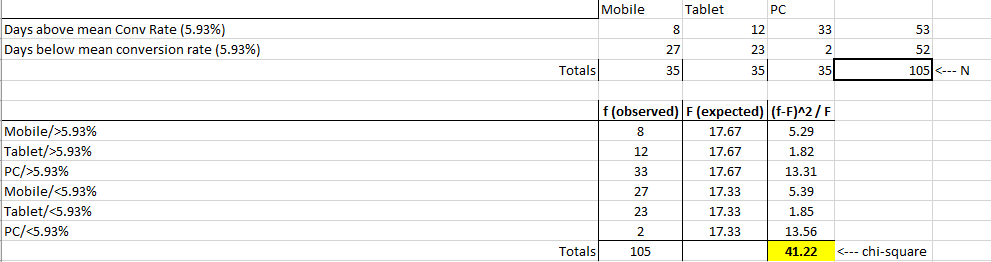 Mobile Tablet PC
Days above mean Conv Rate (5.93%) 8 12 33 53
Days below mean conversion rate (5.93%) 27 23 2 52
Totals 35 35 35 105 <--- N
f (observed) F (expected) (f-F)^2 / F
Mobile/>5.93% 8 17.67 5.29
Tablet/>5.93% 12 17.67 1.82
PC/>5.93% 33 17.67 13.31
Mobile/<5.93% 27 17.33 5.39
Tablet/<5.93% 23 17.33 1.85
PC/<5.93% 2 17.33 13.56
Totals 105 41.22 <--- chi-square